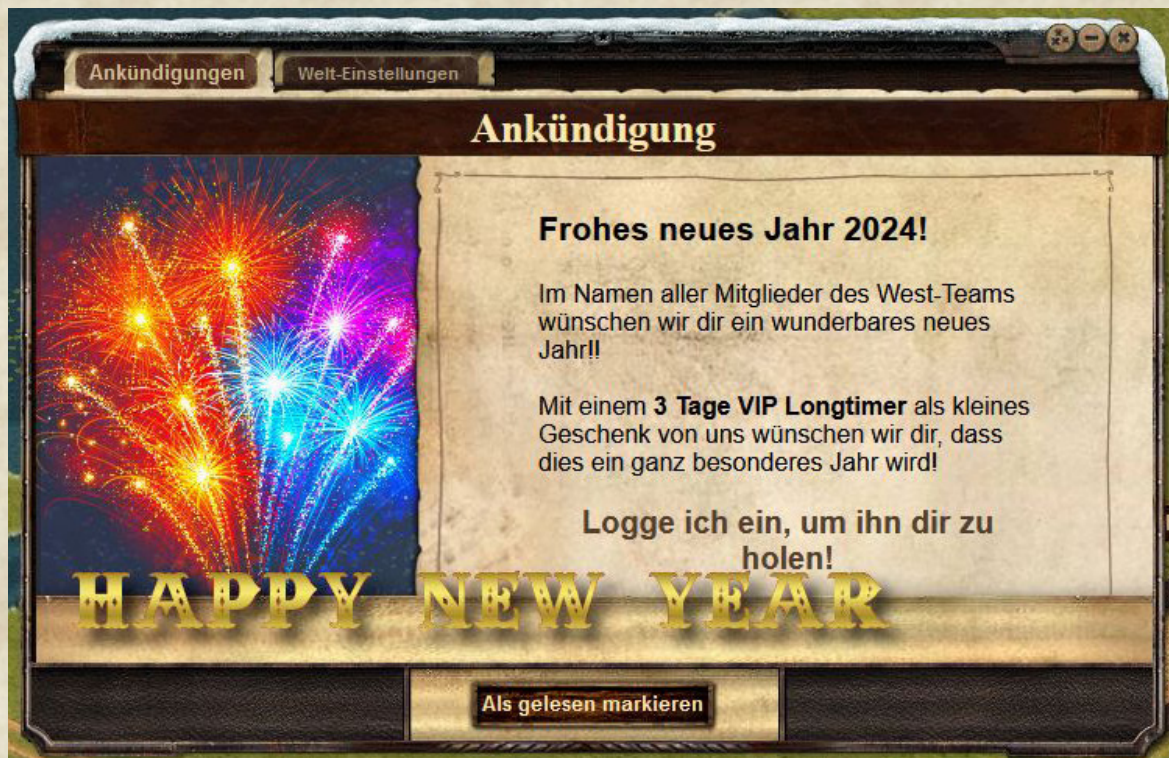 Ankündigungen
Welt-Einstellungen
Ankündigung
Frohes neues Jahr 2024!
Im Namen aller Mitglieder des West-Teams
wünschen wir dir ein wunderbares neues
Jahr!!
Mit einem 3 Tage VIP Longtimer als kleines
Geschenk von uns wünschen wir dir, dass
dies ein ganz besonderes Jahr wird!
Logge ich ein, um ihn dir zu
holen!
HAPPY NEW YEAR
Als gelesen markieren